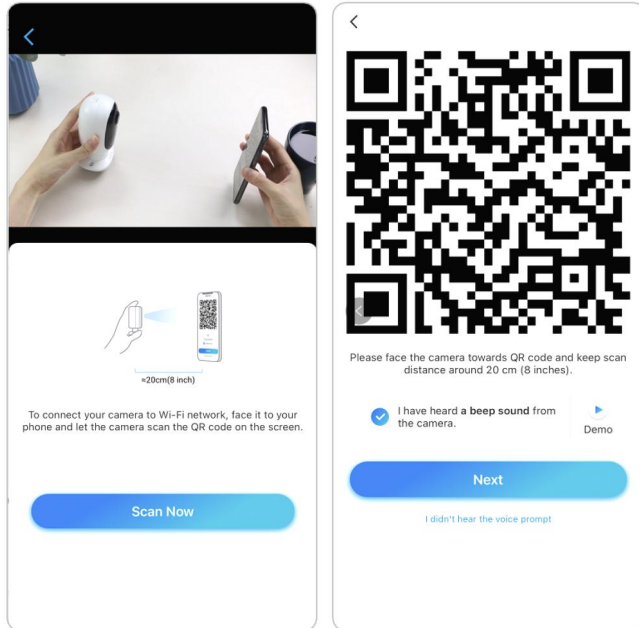 ≈20cm(8 inch)
To connect your camera to Wi-Fi network, face it to your
phone and let the camera scan the QR code on the screen.
Scan Now
Please face the camera towards QR code and keep scan
distance around 20 cm (8 inches).
I have heard a beep sound from
the camera.
Demo
Next
I didn't hear the voice prompt